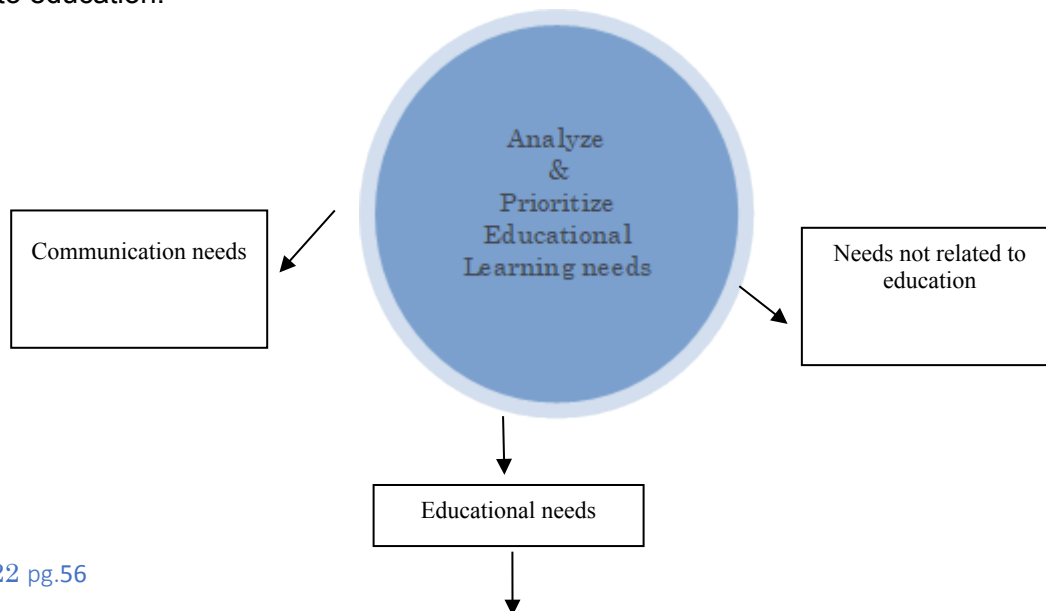 to education.
Analyze
&
Prioritize
Educational
Learning needs
Communication needs
Needs not related to
education
Educational needs
22 pg.56